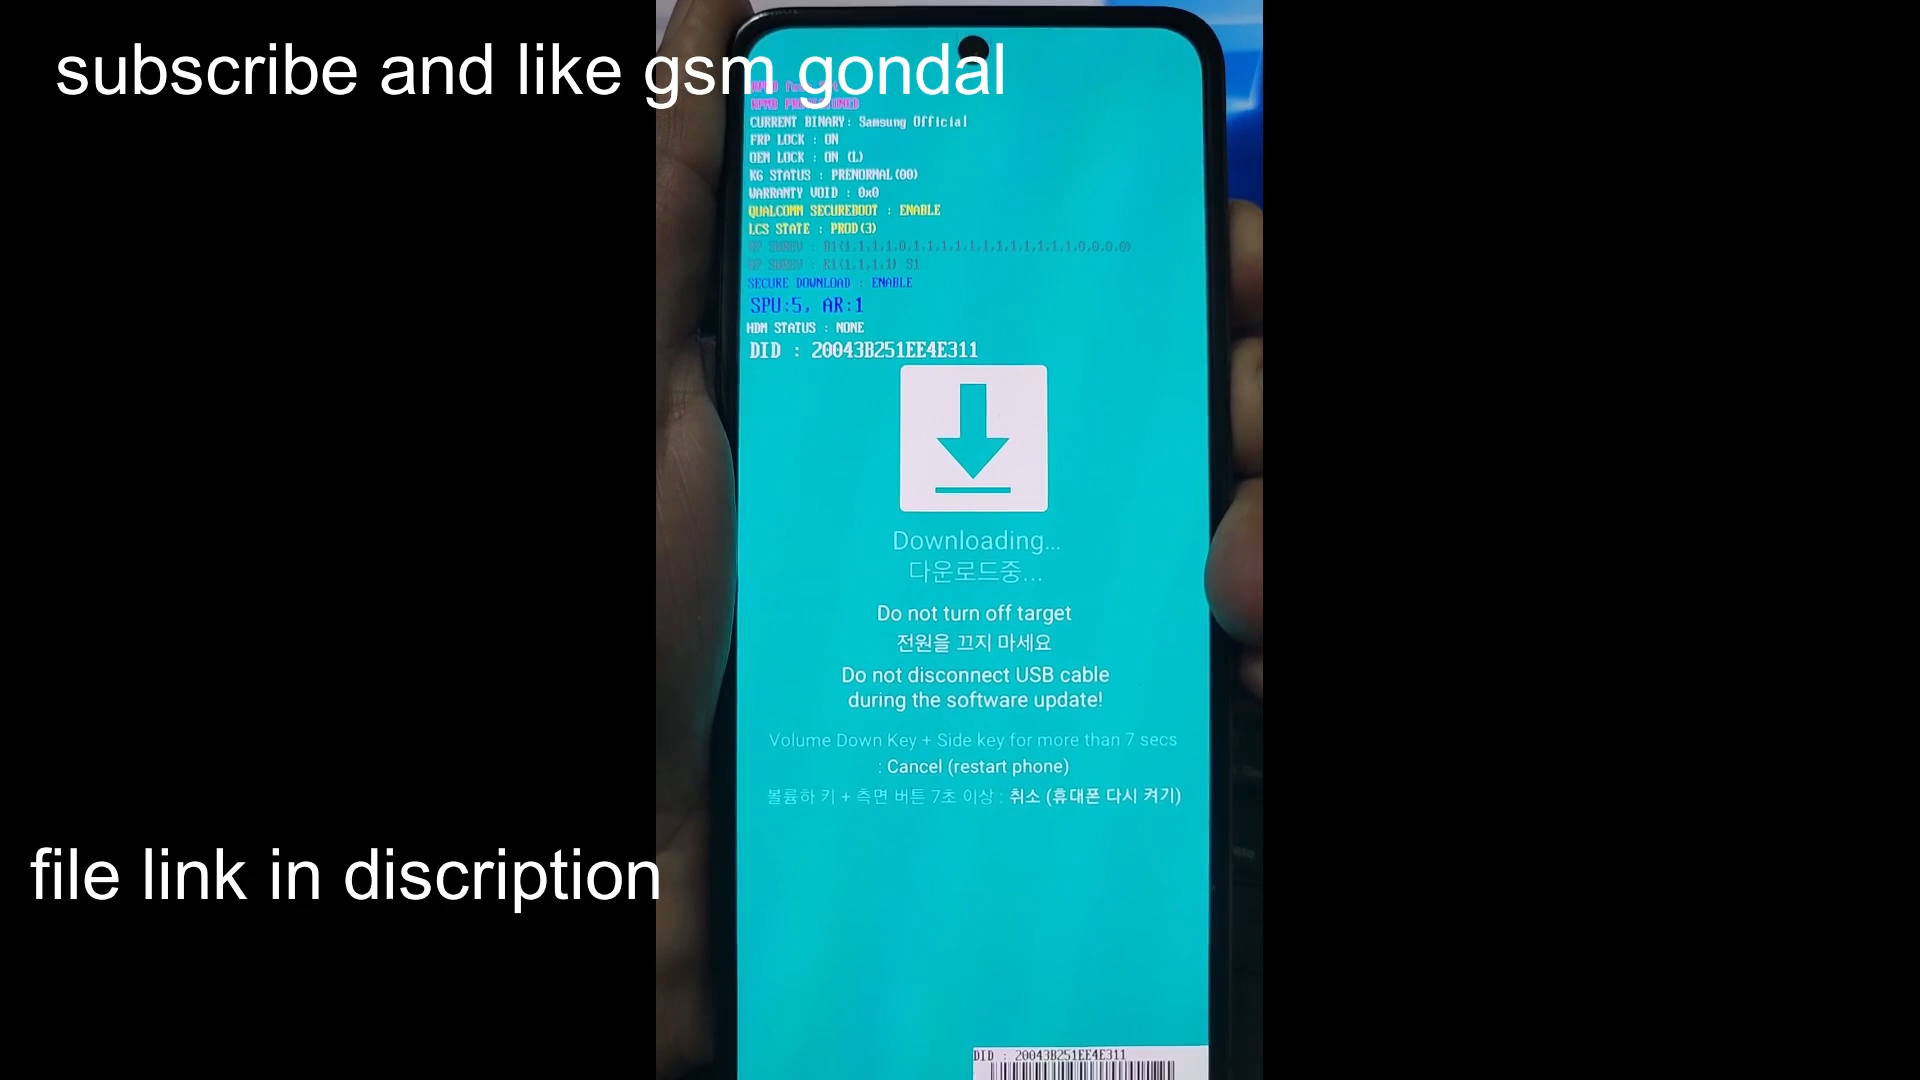 subscribe and like gsm gondal
CURRENT BINARY: Samsung Official
FRP LOCK : ON
OEM LOCK : ON (L)
KG STATUS : PRENORMAL(00)
WARRANTY VOID : 0x0
QUALCOMM SECUREBOOT : ENABLE
LCS STATE : PROD(3)
SECURE DOWNLOAD : ENABLE
SPU:5, AR:1
HDM STATUS : NONE
DID : 20043B251EE4E311
Downloading...
다운로드중...
Do not turn off target
전원을 끄지 마세요
Do not disconnect USB cable
during the software update!
Volume Down Key + Side key for more than 7 secs
: Cancel (restart phone)
볼륨하 키 + 측면 버튼 7초 이상 : 취소 (휴대폰 다시 켜기)
file link in discription
DID : 20043B251EE4E311